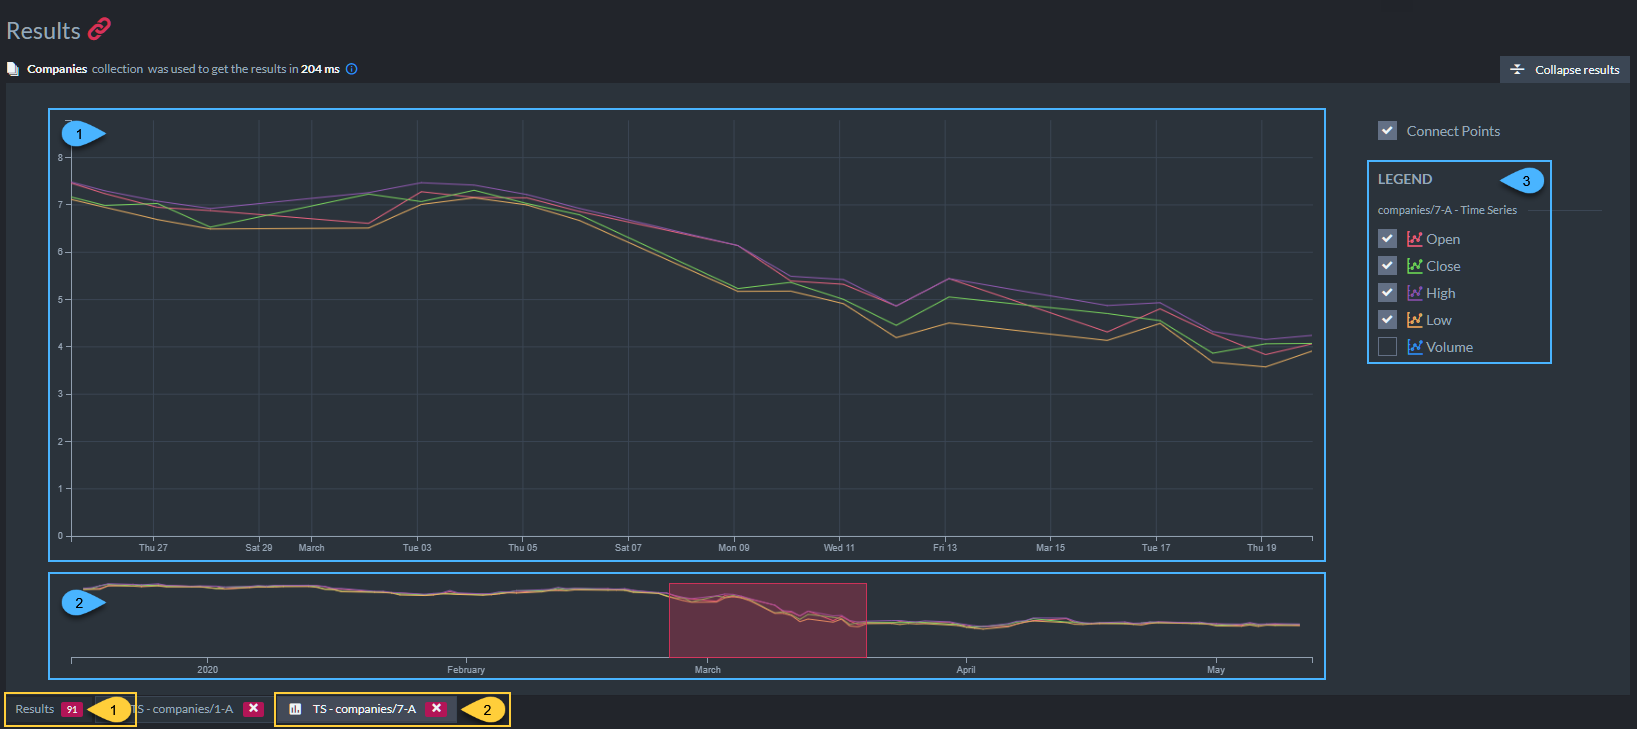 Results
Companies collection was used to get the results in 204 ms
Collapse results
1
8
7
6
5
4
3
2
1
0
Thu 27 Sat 29 March Tue 03 Thu 05 Sat 07 Mon 09 Wed 11 Fri 13 Mar 15 Tue 17 Thu 19
Connect Points
LEGEND 3
companies/7-A - Time Series
Open
Close
High
Low
Volume
2
2020 February March April May
Results 91 1 TS - companies/1-A TS - companies/7-A 2